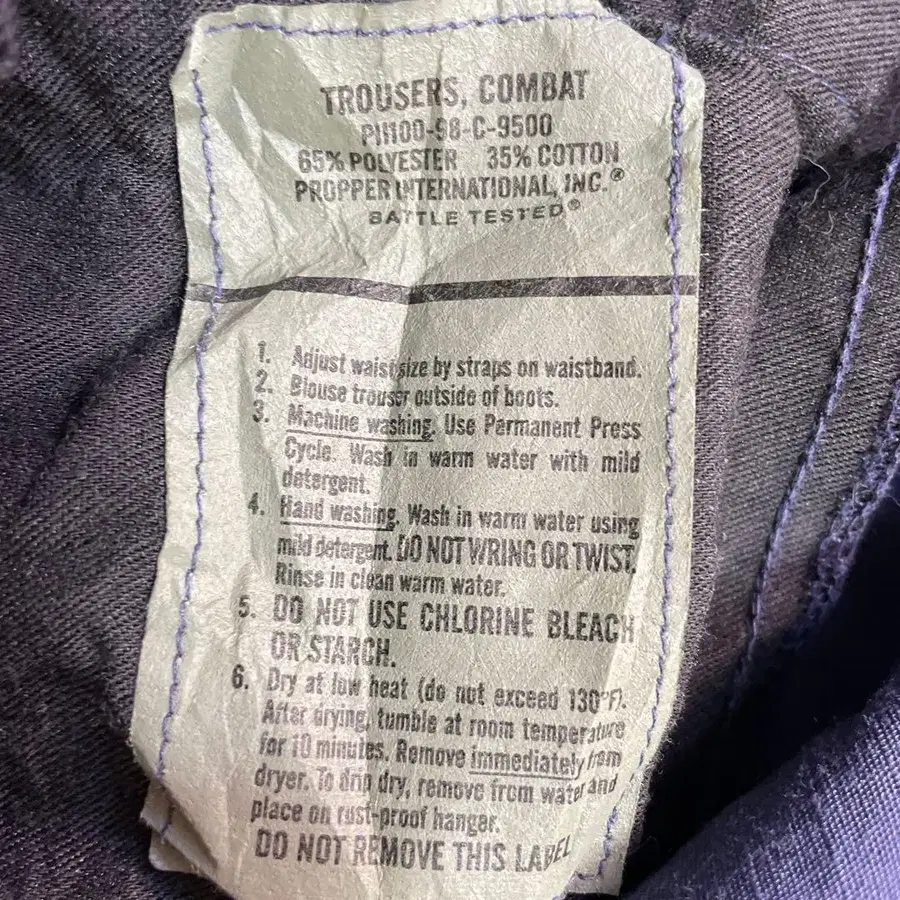 TROUSERS, COMBAT
PII100-98-C-9500
65% POLYESTER 35% COTTON
PROPPER INTERNATIONAL, INC.®
BATTLE TESTED®
1. Adjust waist size by straps on waistband.
2. Blouse trouser outside of boots.
3. Machine washing. Use Permanent Press
Cycle. Wash in warm water with mild
detergent.
4. Hand washing. Wash in warm water using
mild detergent. DO NOT WRING OR TWIST.
Rinse in clean warm water.
5. DO NOT USE CHLORINE BLEACH
OR STARCH.
6. Dry at low heat (do not exceed 130°F).
After drying, tumble at room temperature
for 10 minutes. Remove immediately from
dryer. To drip dry, remove from water and
place on rust-proof hanger.
DO NOT REMOVE THIS LABEL